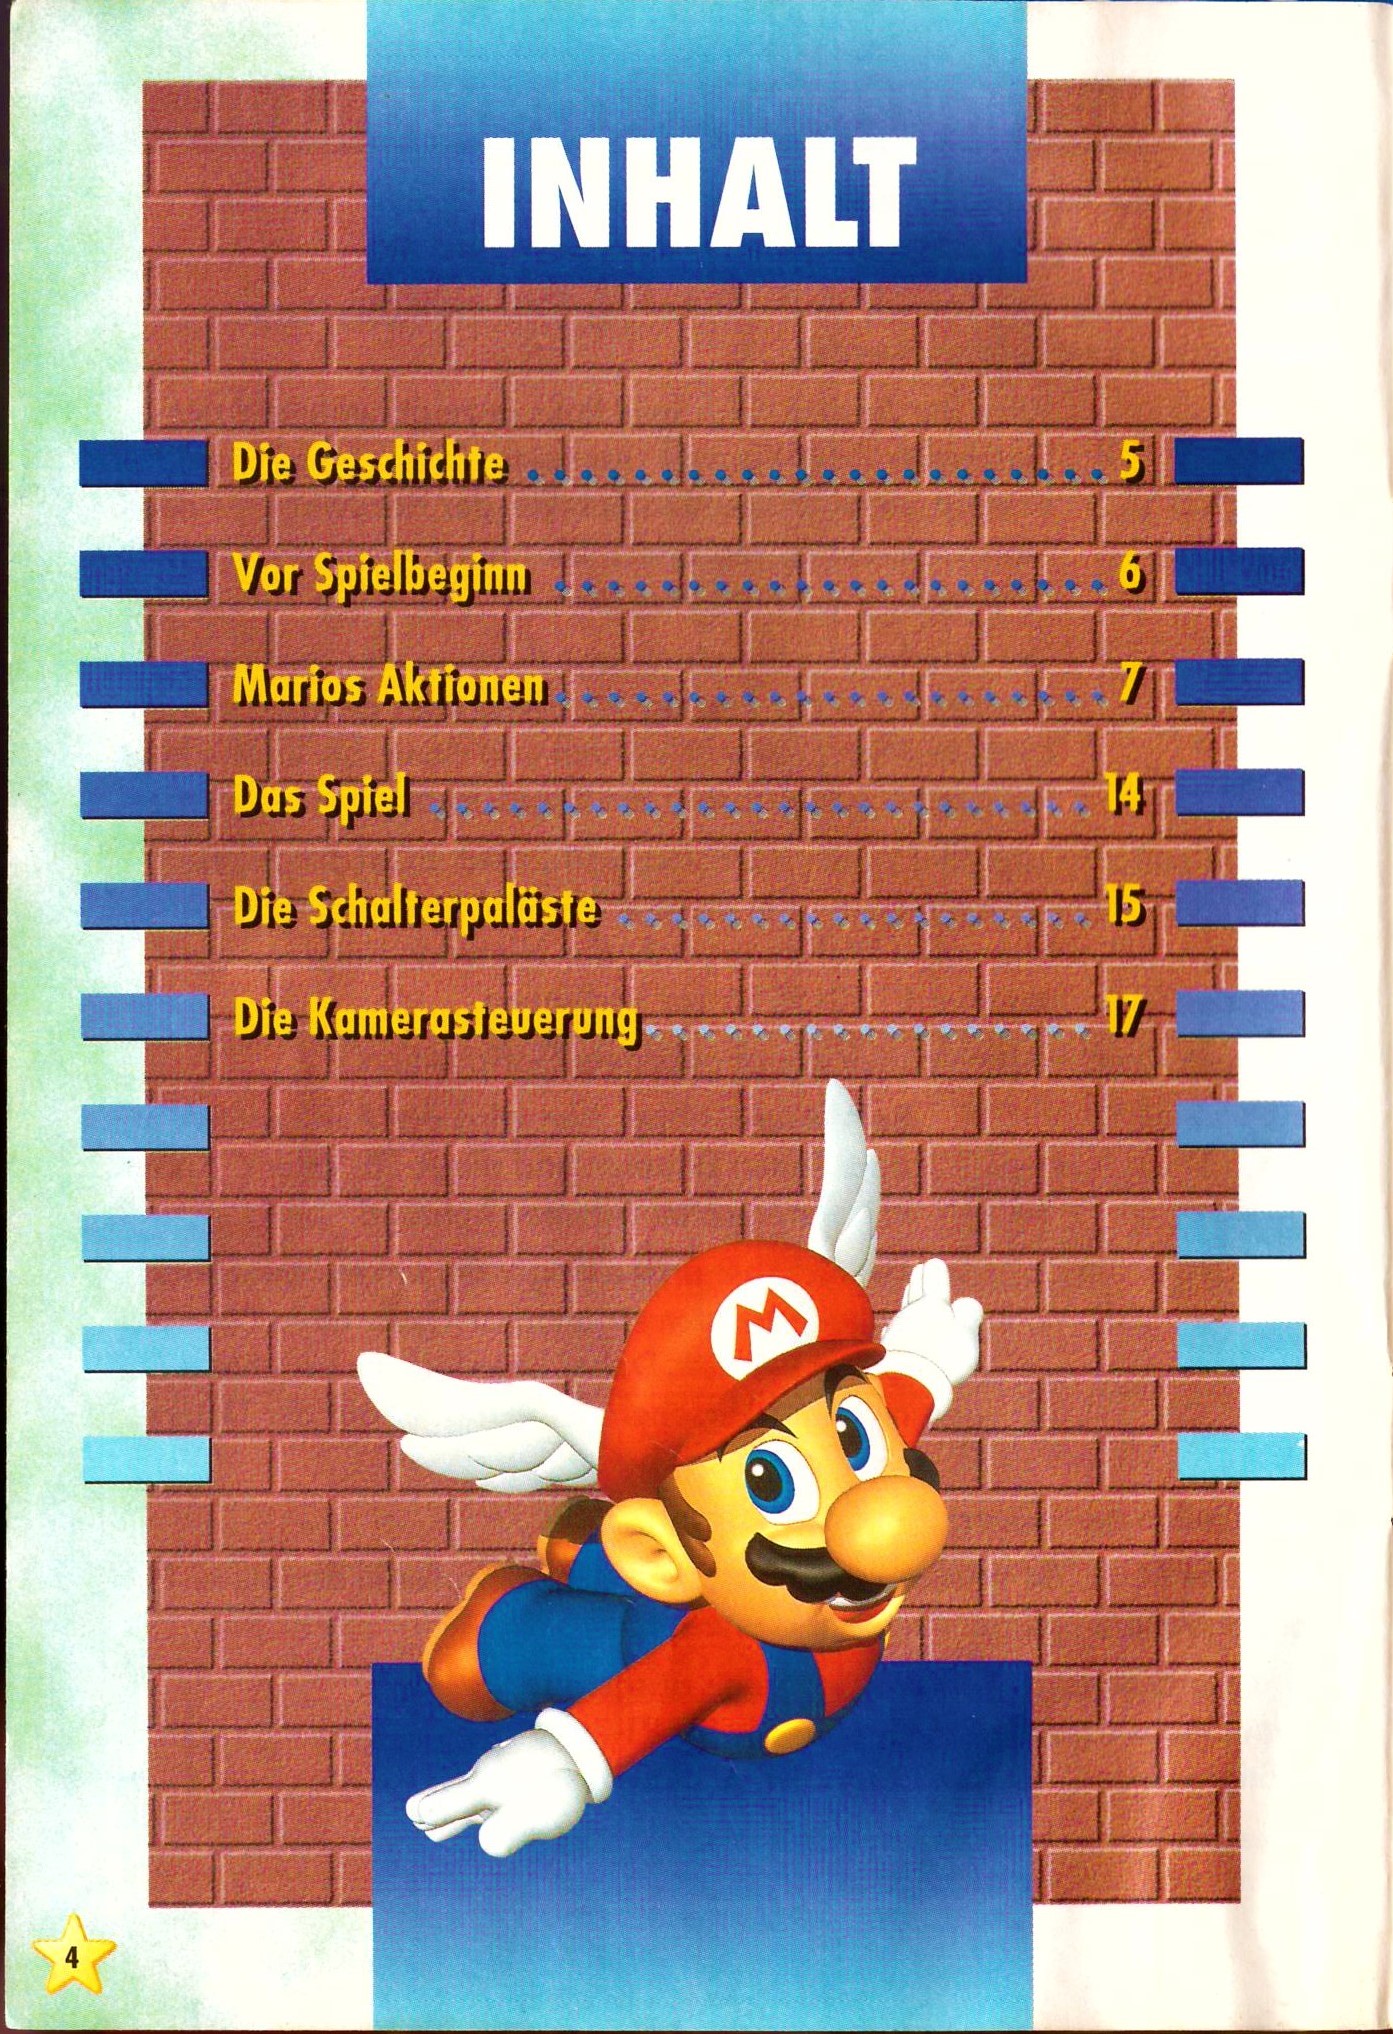 INHALT
Die Geschichte 5
Vor Spielbeginn 6
Marios Aktionen 7
Das Spiel 14
Die Schalterpaläste 15
Die Kamerasteuerung 17
M
4